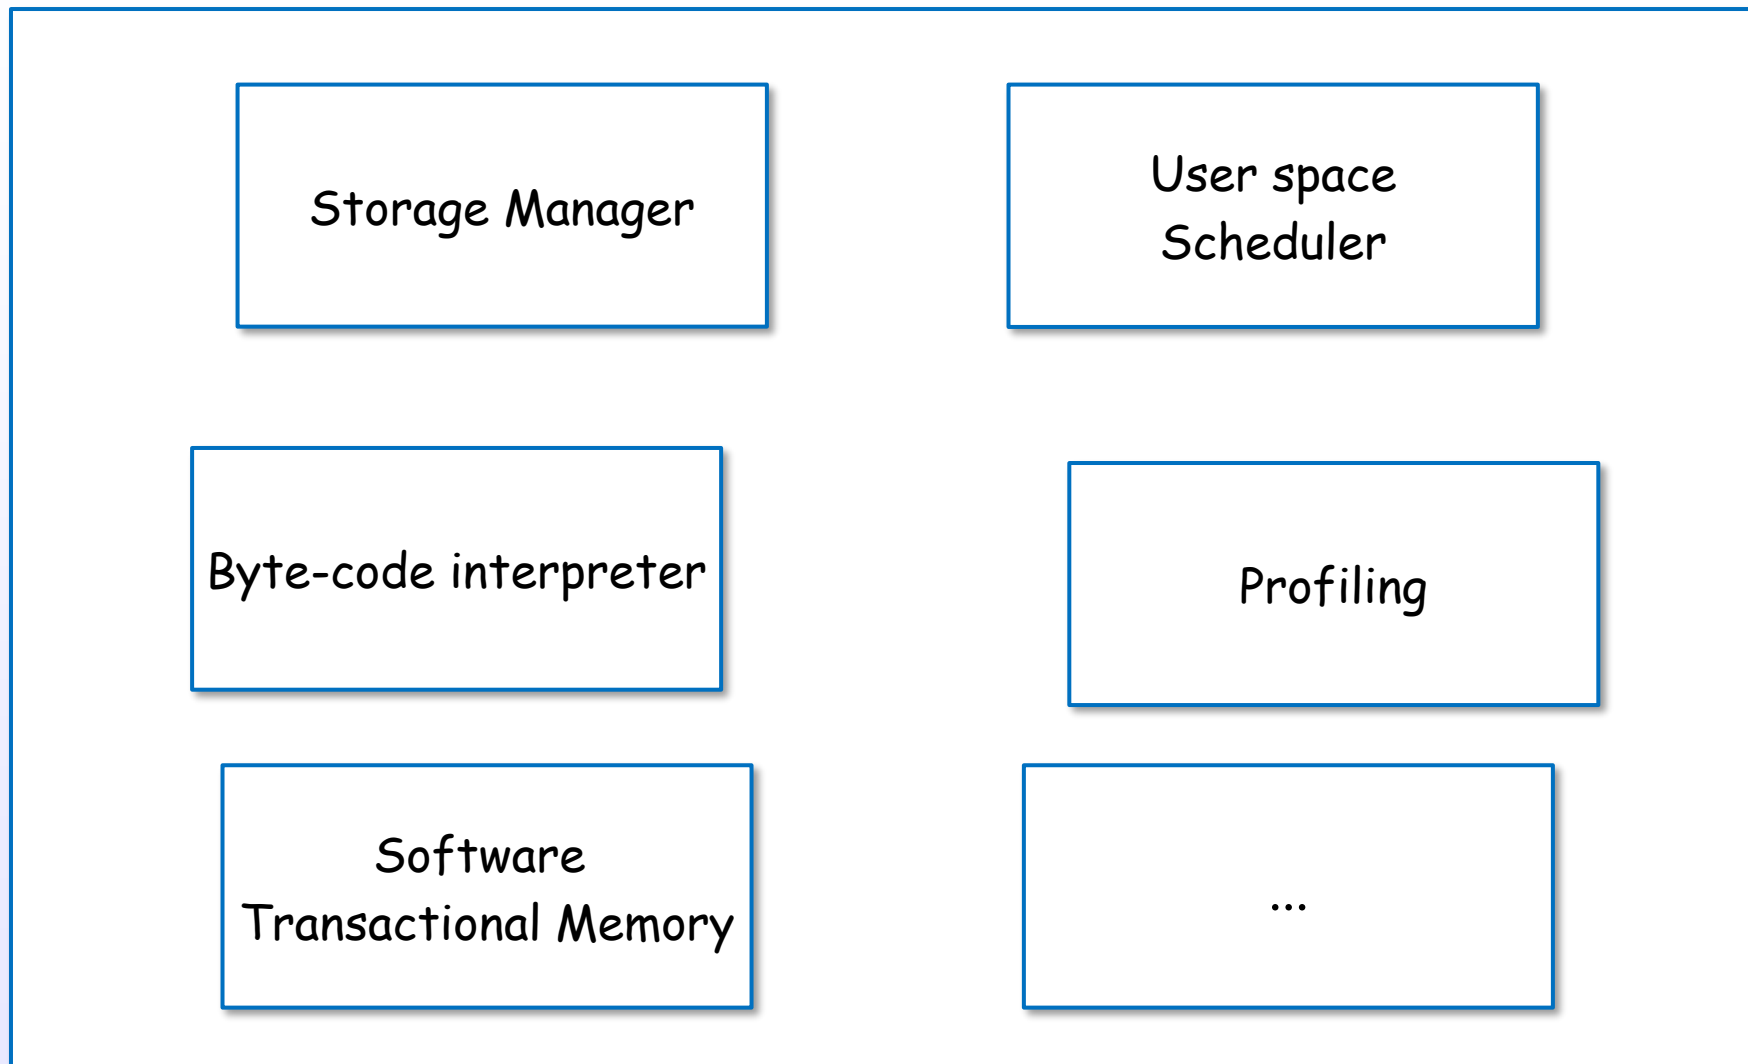 Storage Manager
User space
Scheduler
Byte-code interpreter
Profiling
Software
Transactional Memory
...